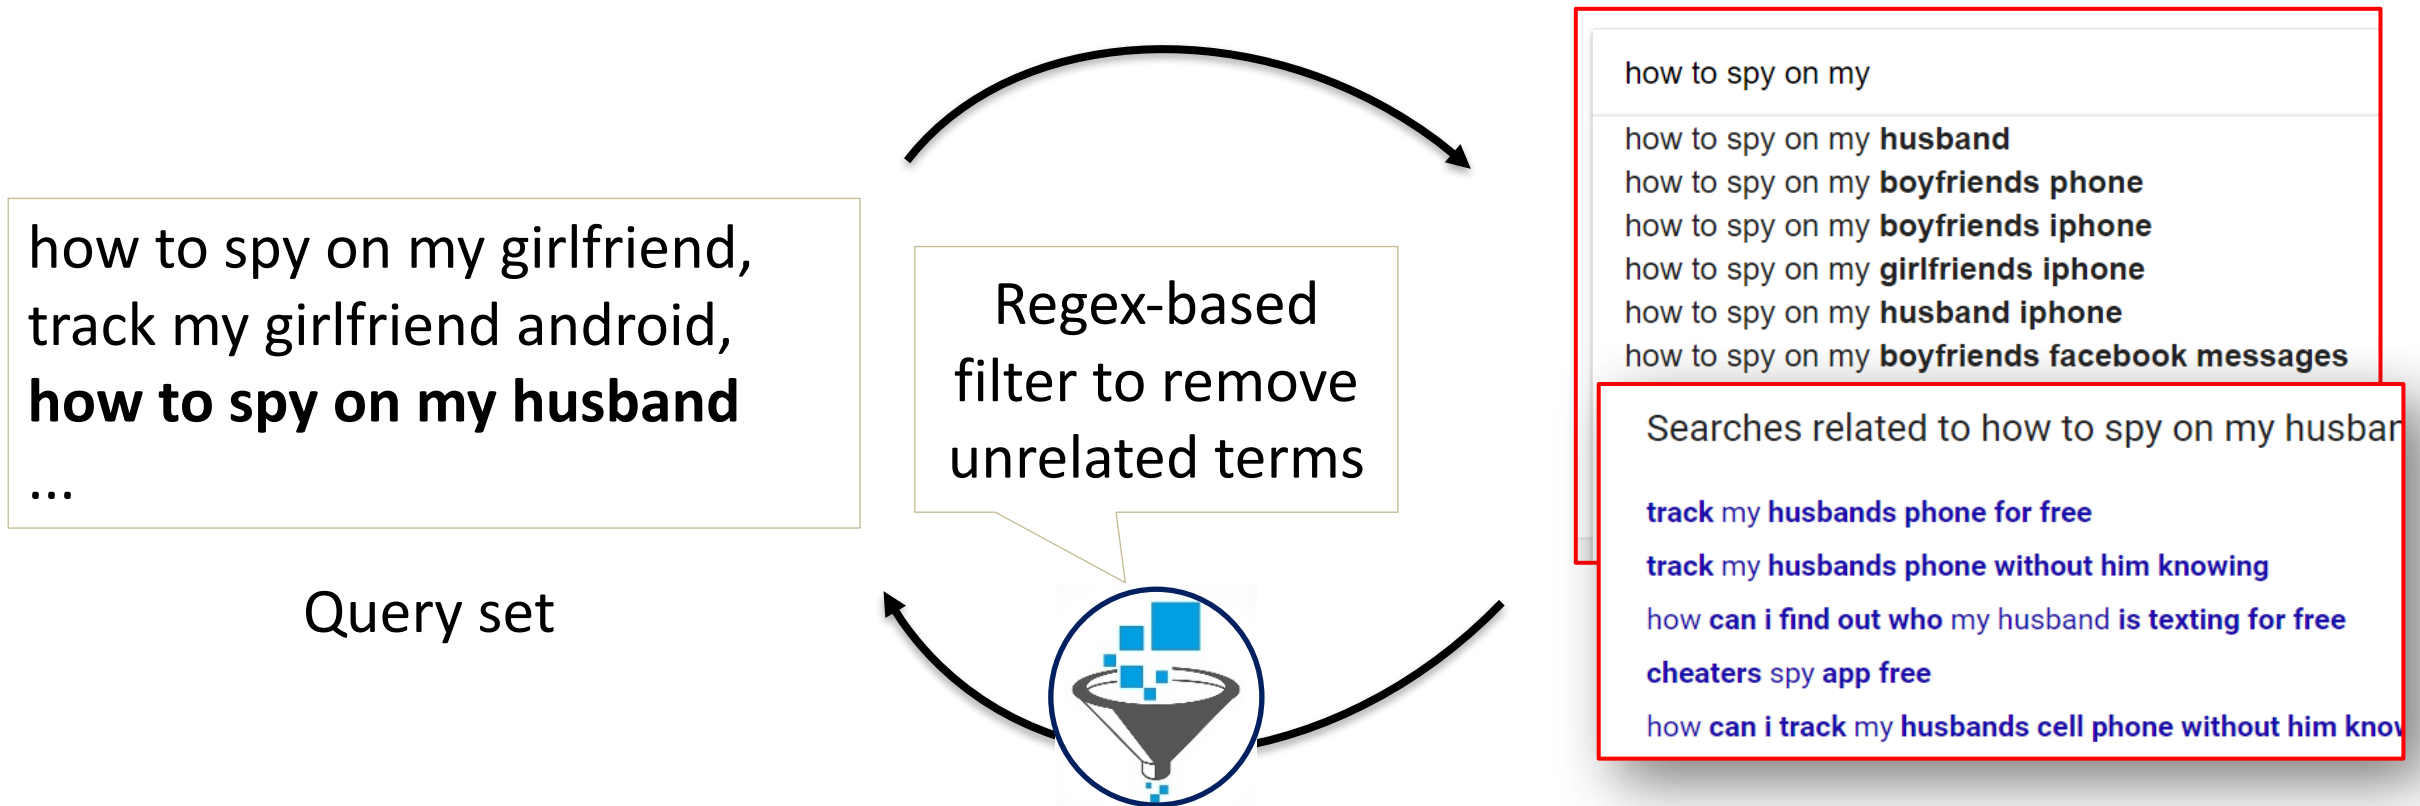 how to spy on my girlfriend,
track my girlfriend android,
how to spy on my husband
...
Query set
Regex-based
filter to remove
unrelated terms
how to spy on my
how to spy on my husband
how to spy on my boyfriends phone
how to spy on my boyfriends iphone
how to spy on my girlfriends iphone
how to spy on my husband iphone
how to spy on my boyfriends facebook messages
Searches related to how to spy on my husban
track my husbands phone for free
track my husbands phone without him knowing
how can i find out who my husband is texting for free
cheaters spy app free
how can i track my husbands cell phone without him know